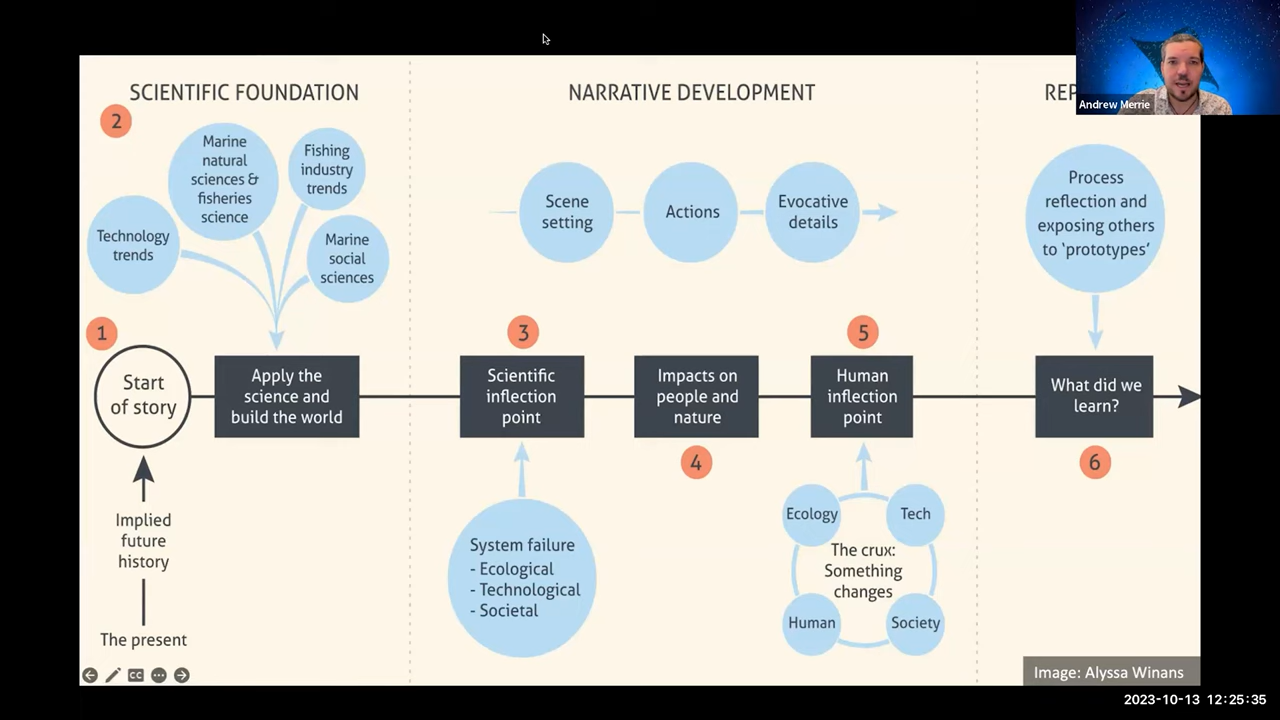 SCIENTIFIC FOUNDATION
NARRATIVE DEVELOPMENT
Andrew Merrie
2
Marine
natural
sciences &
fisheries
science
Fishing
industry
trends
Technology
trends
Marine
social
sciences
Scene
setting
Actions
Evocative
details
Process
reflection and
exposing others
to ‘prototypes’
1
Start
of story
Apply the
science and
build the world
3
Scientific
inflection
point
Impacts on
people and
nature
4
5
Human
inflection
point
What did we
learn?
6
Implied
future
history
The present
System failure
- Ecological
- Technological
- Societal
Ecology
Tech
The crux:
Something
changes
Human
Society
CC
Image: Alyssa Winans
2023-10-13 12:25:35